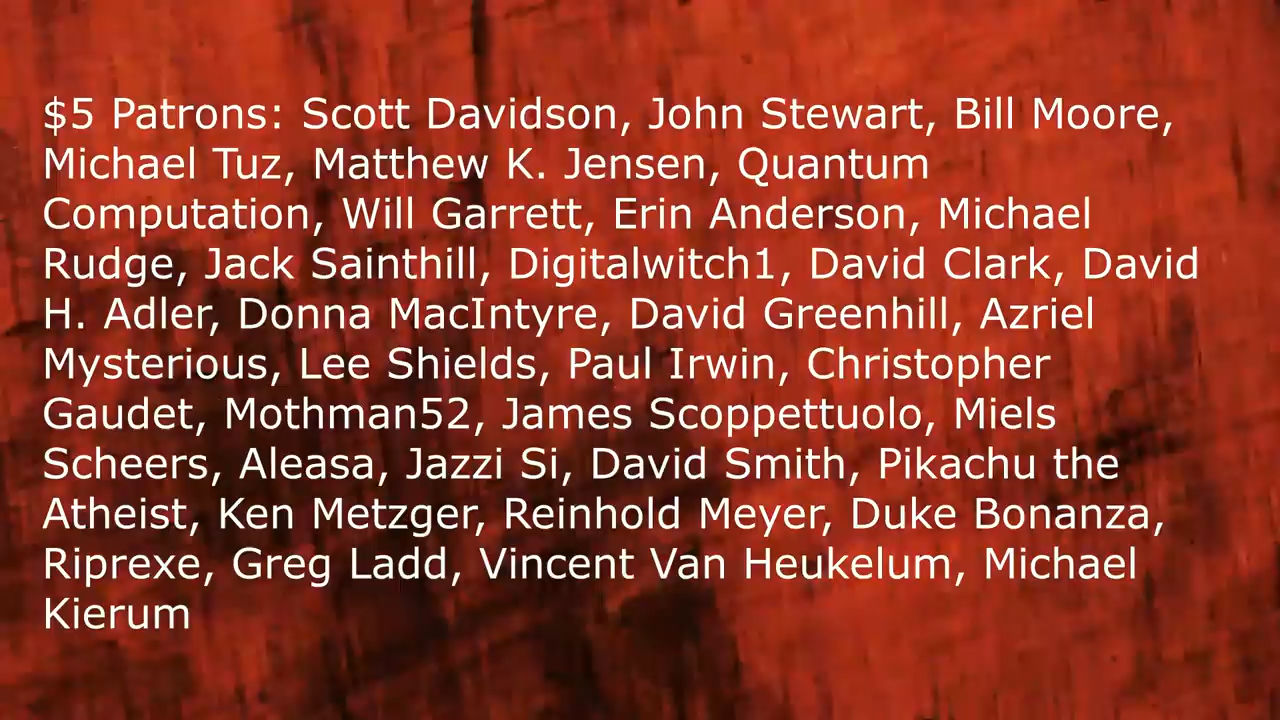 $5 Patrons: Scott Davidson, John Stewart, Bill Moore,
Michael Tuz, Matthew K. Jensen, Quantum
Computation, Will Garrett, Erin Anderson, Michael
Rudge, Jack Sainthill, Digitalwitch1, David Clark, David
H. Adler, Donna MacIntyre, David Greenhill, Azriel
Mysterious, Lee Shields, Paul Irwin, Christopher
Gaudet, Mothman52, James Scoppettuolo, Miels
Scheers, Aleasa, Jazzi Si, David Smith, Pikachu the
Atheist, Ken Metzger, Reinhold Meyer, Duke Bonanza,
Riprexe, Greg Ladd, Vincent Van Heukelum, Michael
Kierum